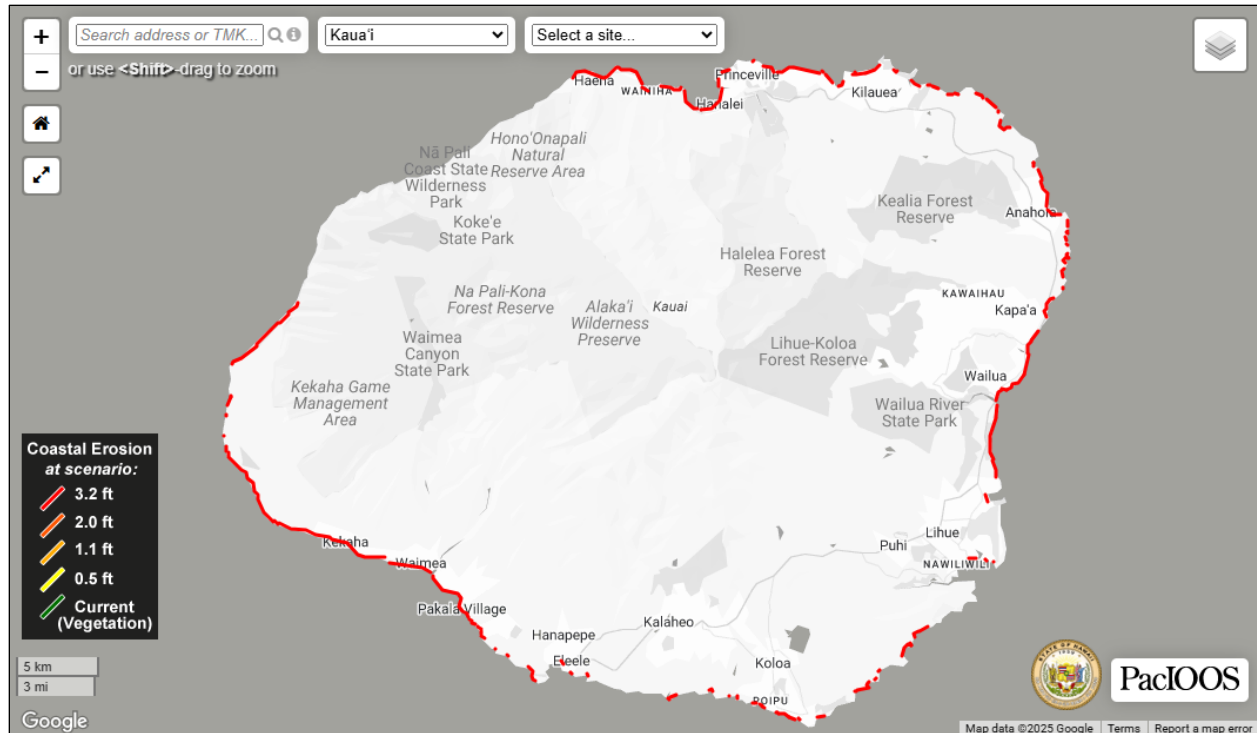 +
Search address or TMK...
Kaua'i
Select a site...
−
or use <Shift>-drag to zoom
Haena
WAINIHA
Hanalei
Princeville
Kilauea
Hono'Onapali
Natural
Reserve Area
Nā Pali
Coast State
Wilderness
Park
Koke'e
State Park
Kealia Forest
Reserve
Anahola
Halelea Forest
Reserve
Na Pali-Kona
Forest Reserve
Alaka'i
Wilderness
Preserve
Kauai
KAWAIHAU
Kapa'a
Waimea
Canyon
State Park
Lihue-Koloa
Forest Reserve
Wailua
Kekaha Game
Management
Area
Wailua River
State Park
Coastal Erosion
at scenario:
3.2 ft
2.0 ft
1.1 ft
0.5 ft
Current
(Vegetation)
Kekaha
Waimea
Pakala Village
Hanapepe
Eleele
Kalaheo
Koloa
POIPU
Puhi
Lihue
NAWILIWILI
5 km
3 mi
Google
STATE OF HAWAII
1959
PacIOOS
Map data ©2025 Google
Terms
Report a map error